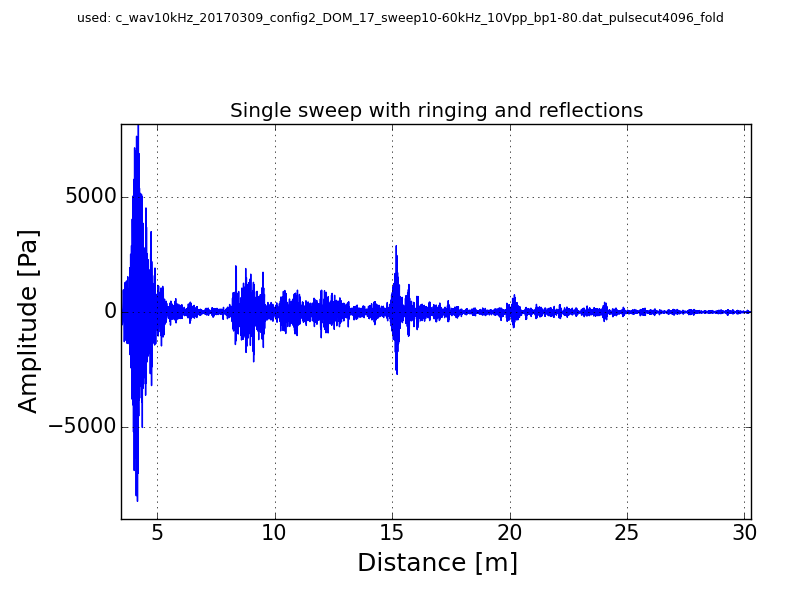 used: c_wav10kHz_20170309_config2_DOM_17_sweep10-60kHz_10Vpp_bp1-80.dat_pulsecut4096_fold
Single sweep with ringing and reflections
5000
0
−5000
Amplitude [Pa]
5 10 15 20 25 30
Distance [m]